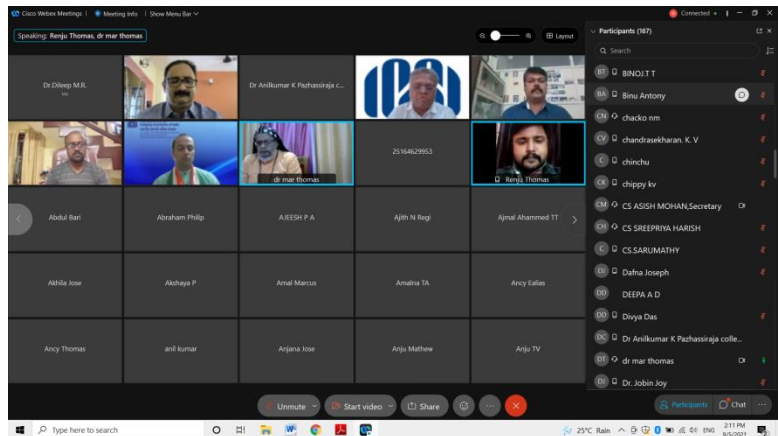 Cisco Webex Meetings
Meeting Info
Show Menu Bar
Connected
Speaking: Renju Thomas, dr mar thomas
Layout
Dr.Dileep M.R.
Dr Anilkumar K Pazhassiraja c...
dr mar thomas
25164629953
Renju Thomas
Abdul Bari
Abraham Philip
AJEESH P A
Ajith N Regi
Ajmal Ahammed TT
Akhila Jose
Akshaya P
Amal Marcus
Amalna TA
Ancy Ealias
Ancy Thomas
anil kumar
Anjana Jose
Anju Mathew
Anju TV
Unmute
Start video
Share
Participants (167)
Search
BT BINOJ.T T
BA Binu Antony
CN chacko nm
CV chandrasekharan. K. V
C chinchu
CK chippy kv
CM CS ASISH MOHAN,Secretary
CH CS SREEPRIYA HARISH
C CS.SARUMATHY
DJ Dafna Joseph
DD DEEPA A D
DD Divya Das
DC Dr Anilkumar K Pazhassiraja colle...
DT dr mar thomas
DJ Dr. Jobin Joy
Participants
Chat
Type here to search
25°C Rain
ENG
2:11 PM
9/5/2021